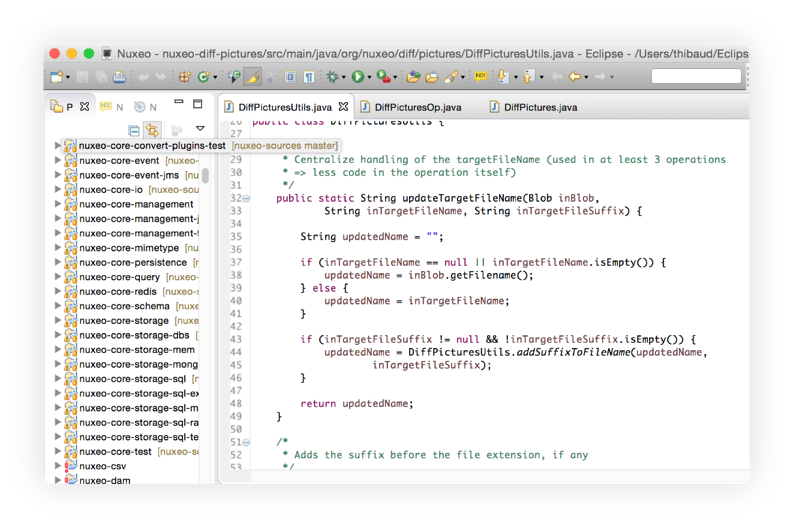 Nuxeo - nuxeo-diff-pictures/src/main/java/org/nuxeo/diff/pictures/DiffPicturesUtils.java - Eclipse - /Users/thibaud/Eclips
NX
P NX N N
DiffPicturesUtils.java DiffPicturesOp.java DiffPictures.java
nuxeo-core-convert-plugins-test [nuxeo-sources master]
nuxeo-core-event [nuxeo-
nuxeo-core-event-jms [nu
nuxeo-core-io [nuxeo-sou
nuxeo-core-management
nuxeo-core-management-j
nuxeo-core-management-t
nuxeo-core-mimetype [nu
nuxeo-core-persistence [n
nuxeo-core-query [nuxeo-
nuxeo-core-redis [nuxeo-s
nuxeo-core-schema [nuxe
nuxeo-core-storage [nuxe
nuxeo-core-storage-dbs [
nuxeo-core-storage-mem
nuxeo-core-storage-mong
nuxeo-core-storage-sql [n
nuxeo-core-storage-sql-ex
nuxeo-core-storage-sql-m
nuxeo-core-storage-sql-ra
nuxeo-core-storage-sql-te
nuxeo-core-test [nuxeo-s
nuxeo-csv
nuxeo-dam
26 public class DiffPicturesUtils {
27
29 * Centralize handling of the targetFileName (used in at least 3 operations
30 * => less code in the operation itself)
31 */
32 public static String updateTargetFileName(Blob inBlob,
33 String inTargetFileName, String inTargetFileSuffix) {
34
35 String updatedName = "";
36
37 if (inTargetFileName == null || inTargetFileName.isEmpty()) {
38 updatedName = inBlob.getFilename();
39 } else {
40 updatedName = inTargetFileName;
41 }
42
43 if (inTargetFileSuffix != null && !inTargetFileSuffix.isEmpty()) {
44 updatedName = DiffPicturesUtils.addSuffixToFileName(updatedName,
45 inTargetFileSuffix);
46 }
47
48 return updatedName;
49 }
50
51 /*
52 * Adds the suffix before the file extension, if any
53 */